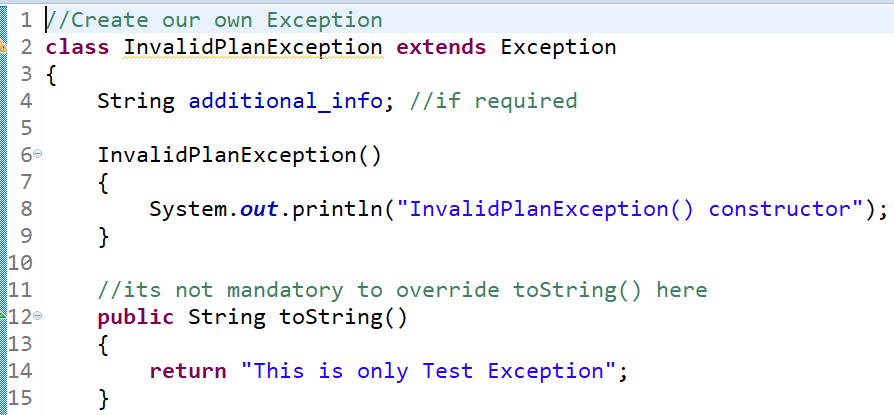 1 //Create our own Exception
2 class InvalidPlanException extends Exception
3 {
4 String additional_info; //if required
5
6 InvalidPlanException()
7 {
8 System.out.println("InvalidPlanException() constructor");
9 }
10
11 //its not mandatory to override toString() here
12 public String toString()
13 {
14 return "This is only Test Exception";
15 }